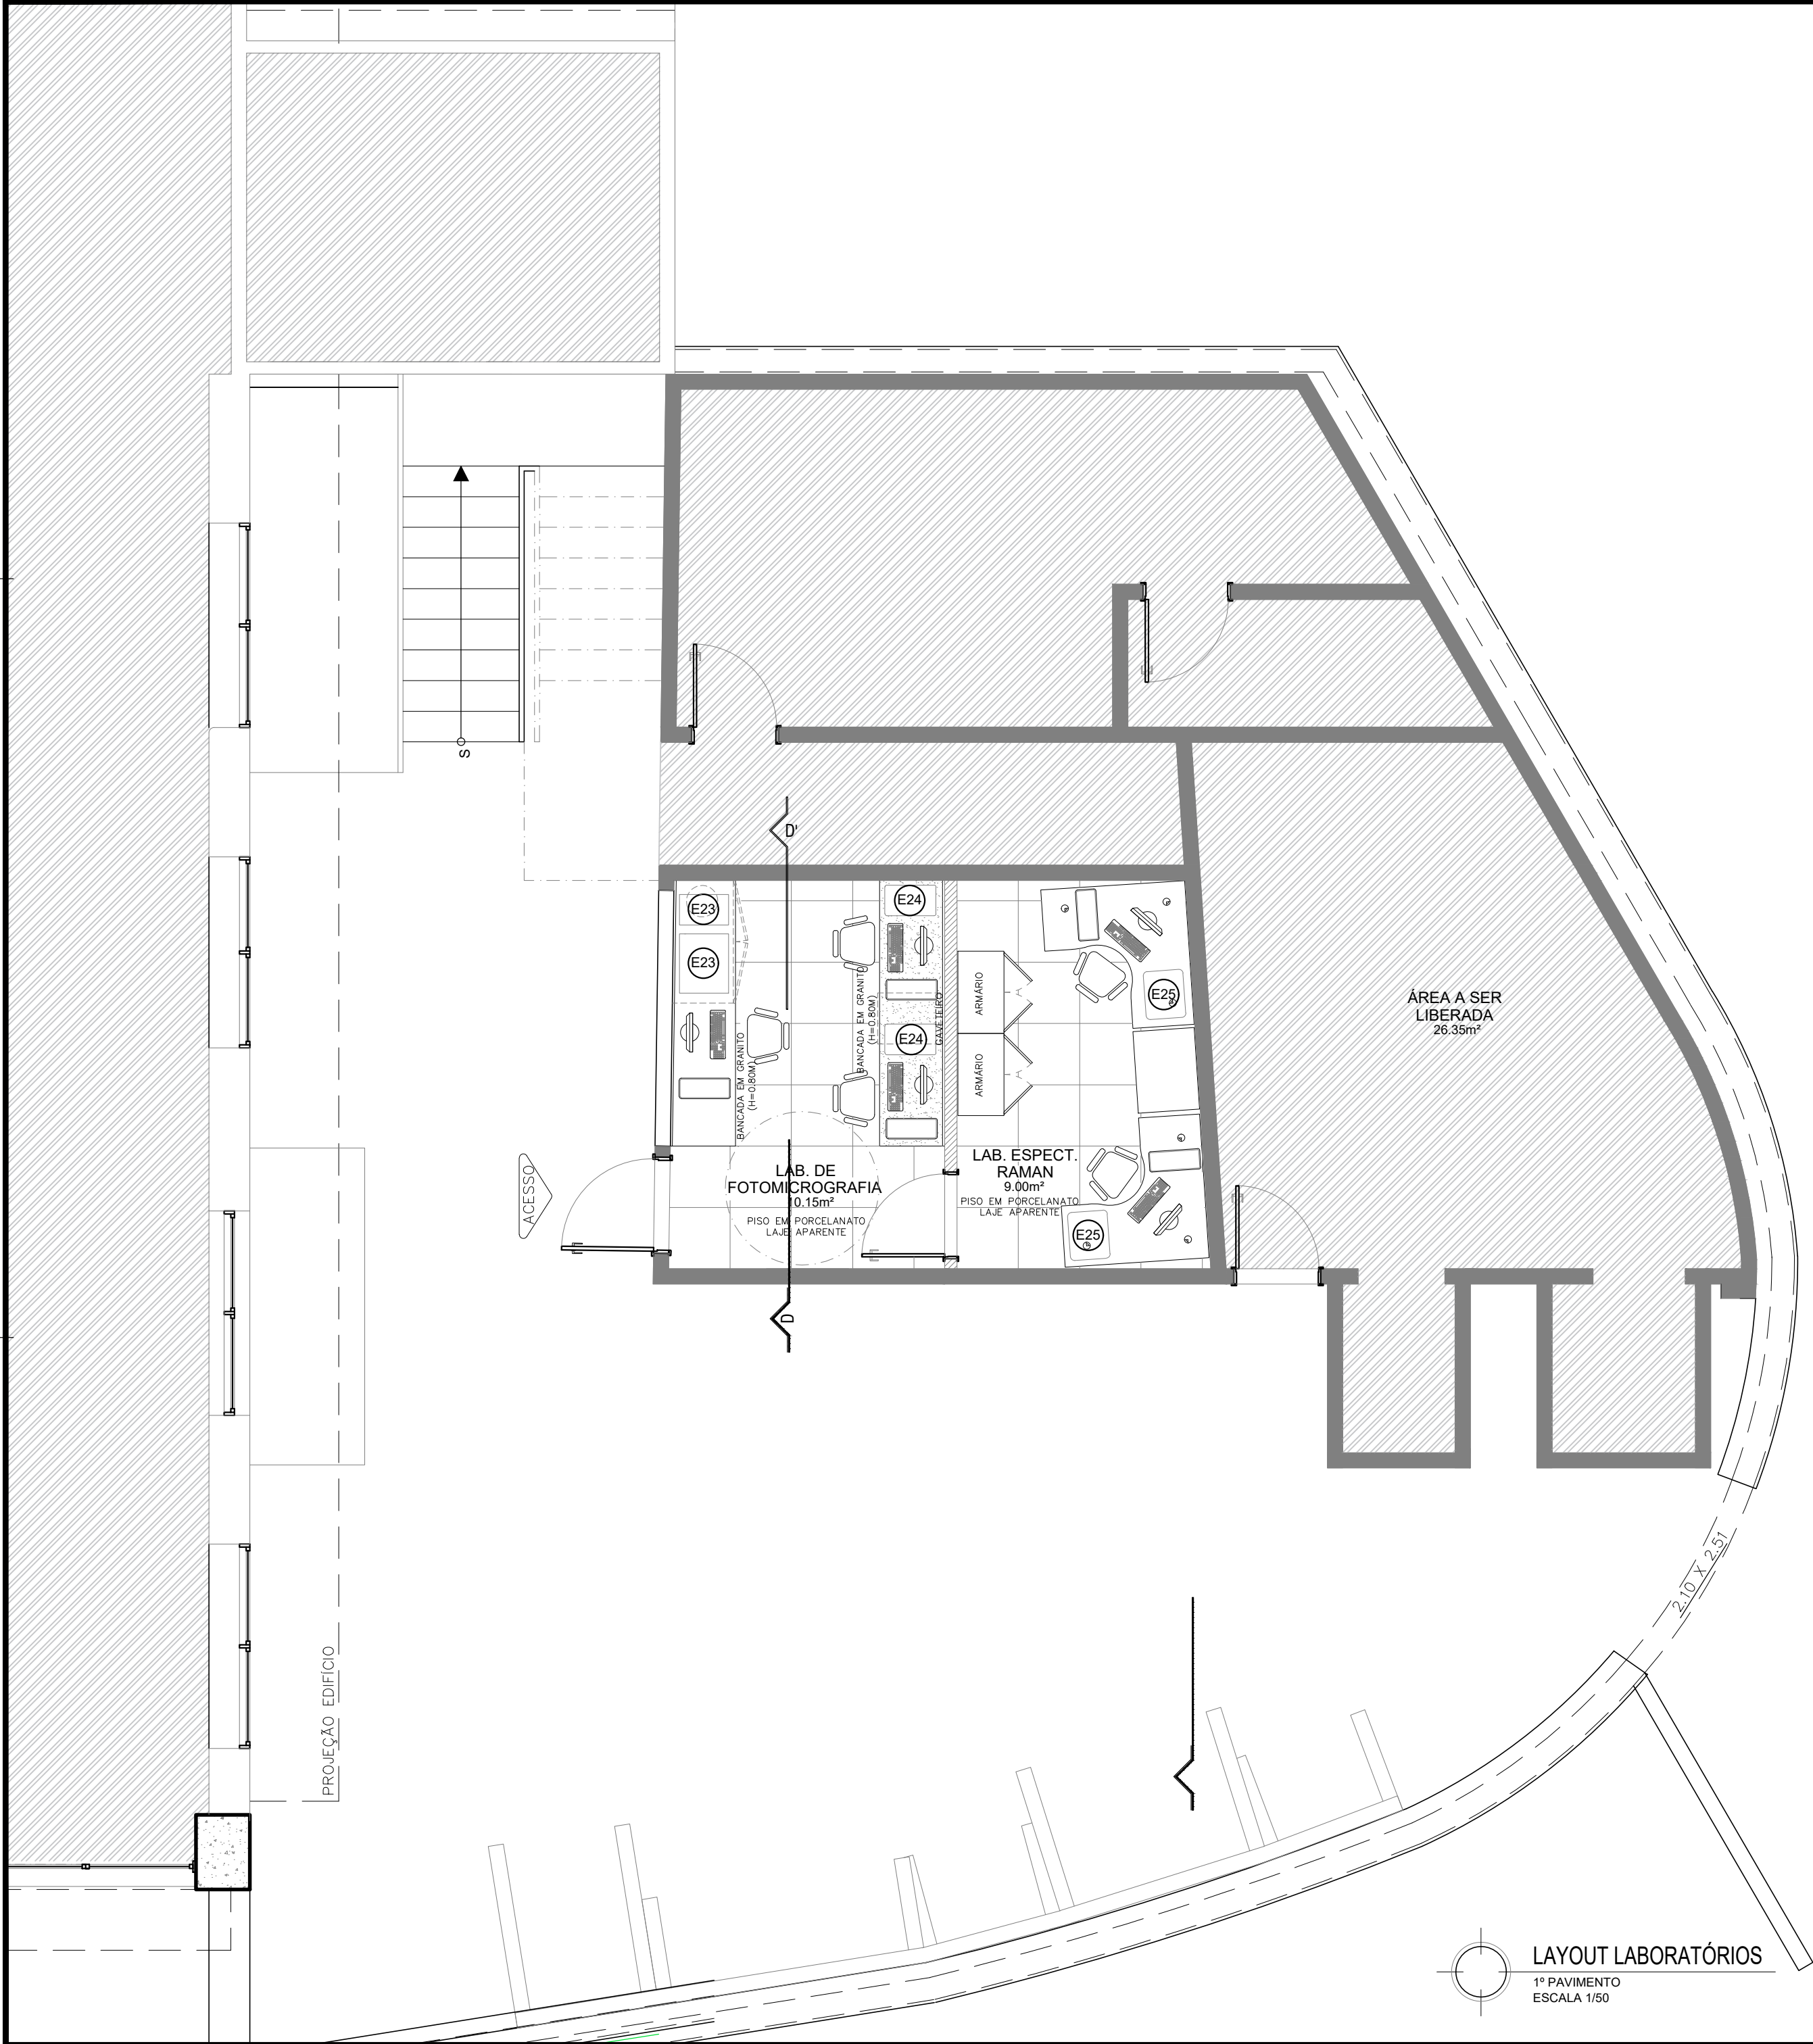 S
D'
E23
E23
E24
E24
BANCADA EM GRANITO
(H=0.80M)
BANCADA EM GRANITO
(H=0.80M)
GAVETEIRO
ARMÁRIO
ARMÁRIO
E25
E25
ÁREA A SER
LIBERADA
26.35m²
ACESSO
LAB. DE
FOTOMICROGRAFIA
10.15m²
PISO EM PORCELANATO
LAJE APARENTE
LAB. ESPECT.
RAMAN
9.00m²
PISO EM PORCELANATO
LAJE APARENTE
D
2.10 X 2.51
PROJEÇÃO EDIFÍCIO
LAYOUT LABORATÓRIOS
1º PAVIMENTO
ESCALA 1/50